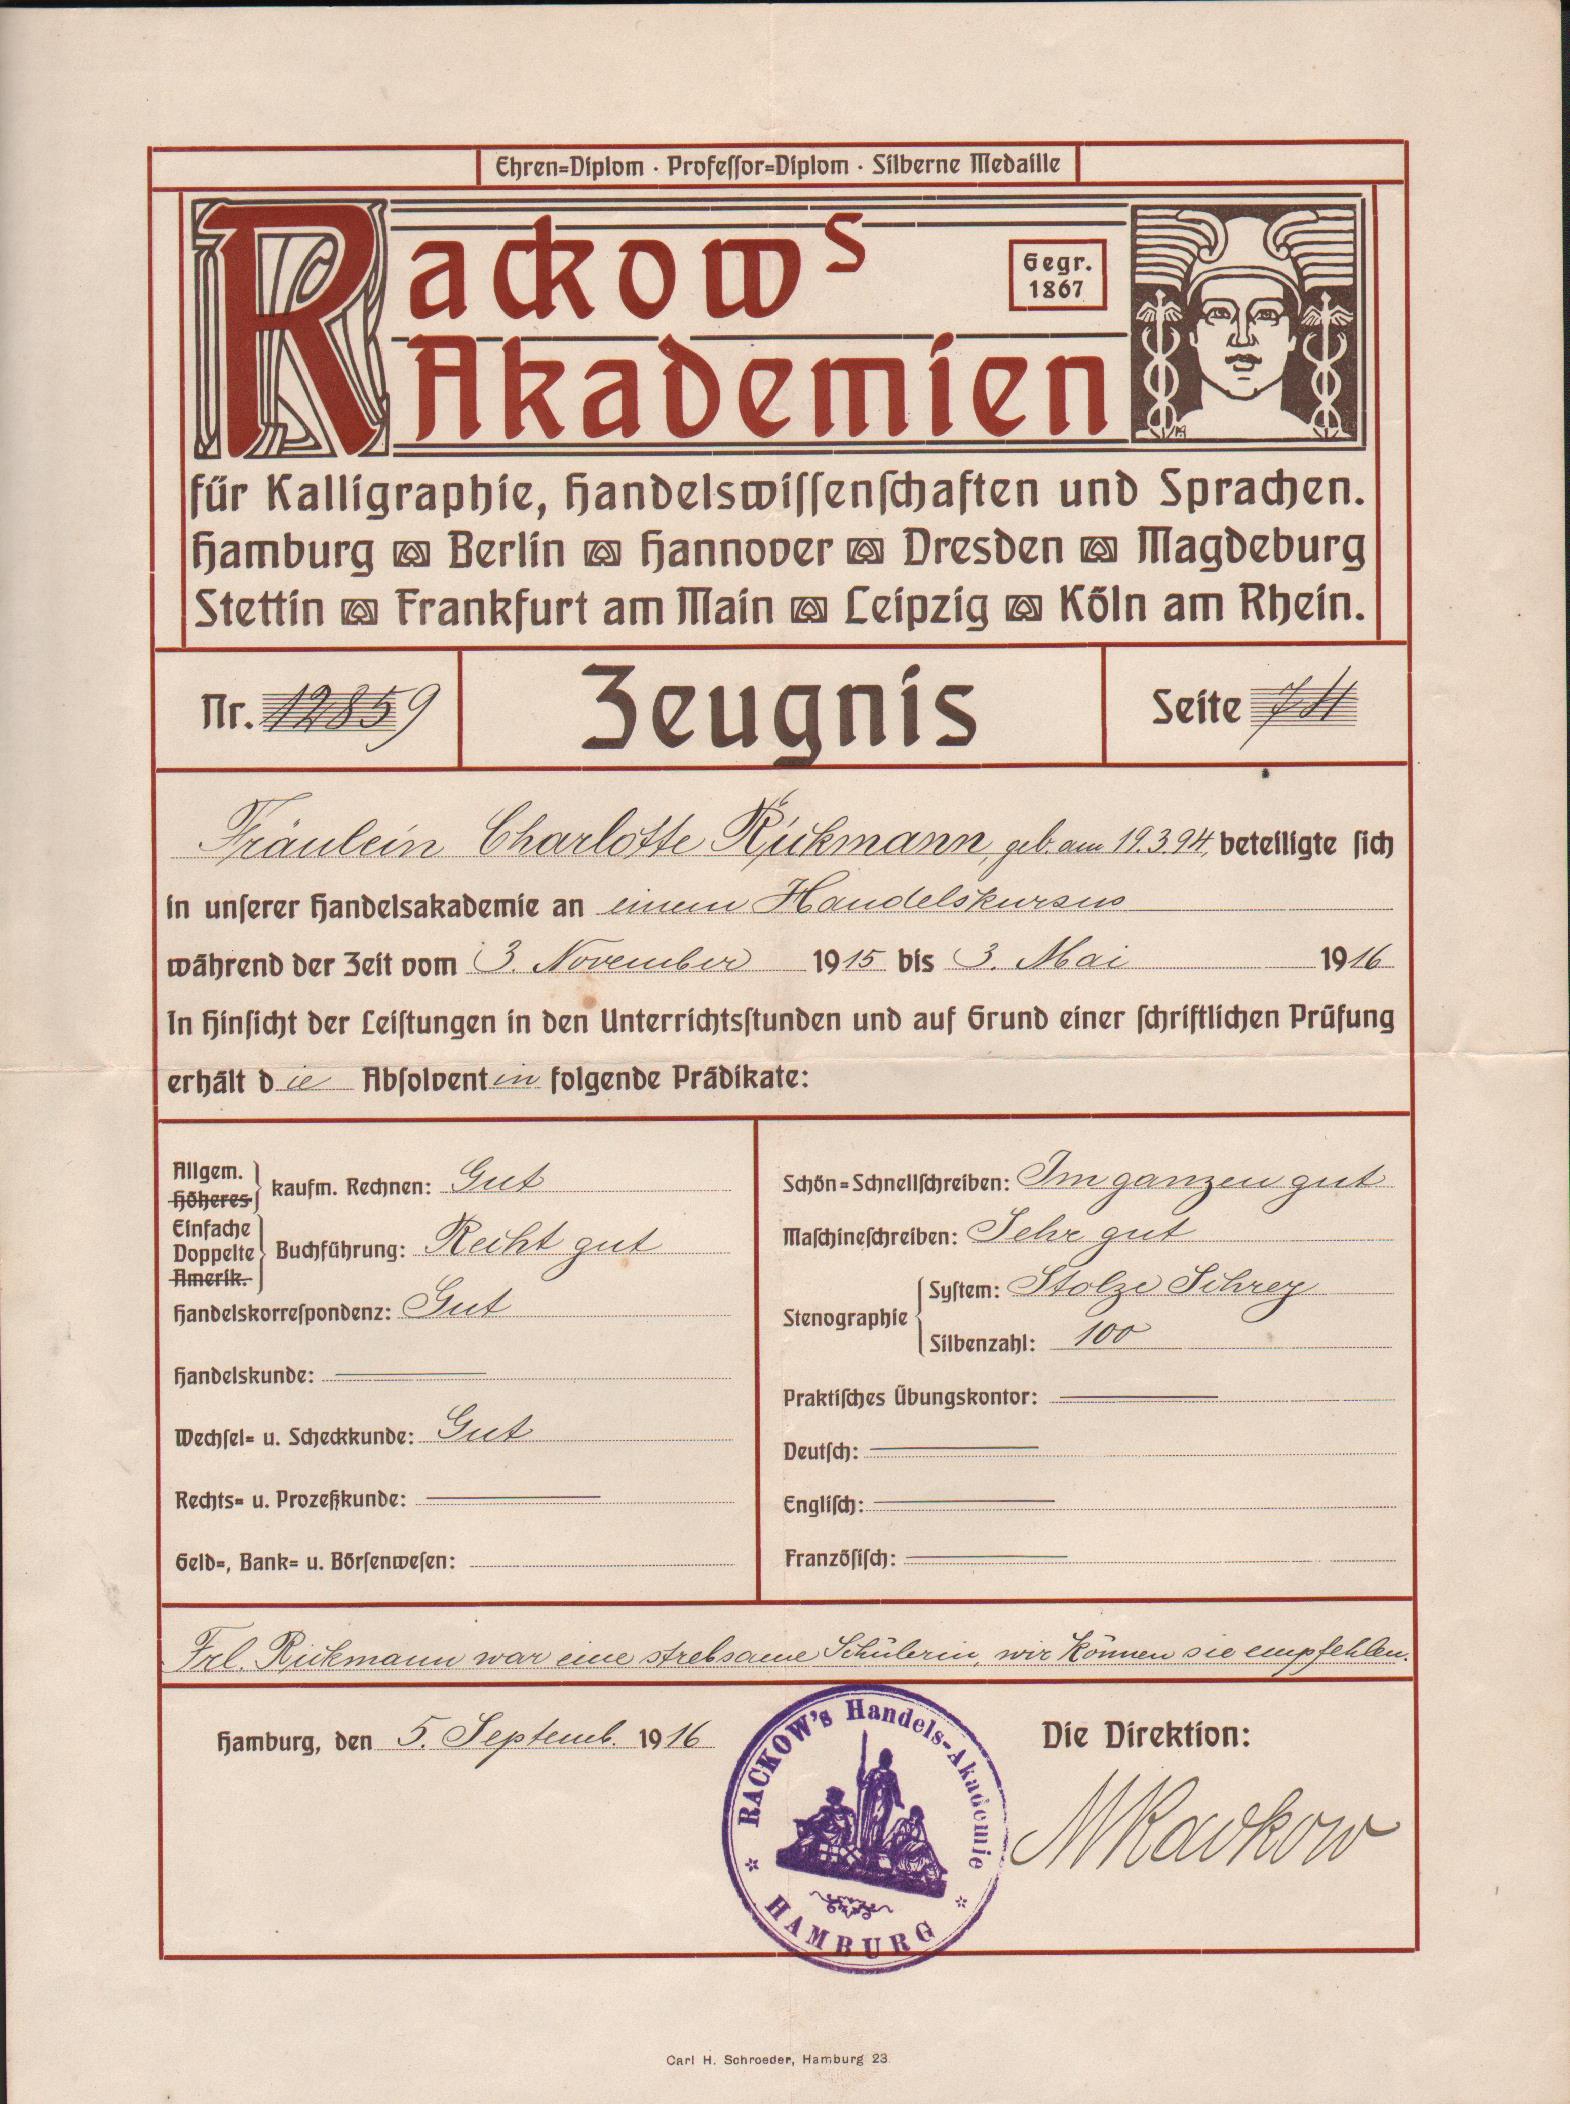 Ehren=Diplom · Professor=Diplom · Silberne Medaille
Rackows
Gegr.
1867
Akademien
für Kalligraphie, Handelswissenschaften und Sprachen.
Hamburg Berlin Hannover Dresden Magdeburg
Stettin Frankfurt am Main Leipzig Köln am Rhein.
Nr. 12859 Zeugnis Seite 74
Fräulein Charlotte Rückmann, geb. am 19.3.94, beteiligte sich
in unserer Handelsakademie an einem Handelskursus
während der Zeit vom 3. November 1915 bis 3. Mai 1916
In Hinsicht der Leistungen in den Unterrichtsstunden und auf Grund einer schriftlichen Prüfung
erhält die Absolventin folgende Prädikate:
Allgem.
Höheres
kaufm. Rechnen: Gut
Einfache
Doppelte
Amerik.
Buchführung: Recht gut
Handelskorrespondenz: Gut
Handelskunde:
Wechsel= u. Scheckkunde: Gut
Rechts= u. Prozeßkunde:
Geld=, Bank= u. Börsenwesen:
Schön=Schnellschreiben: Im ganzen gut
Maschineschreiben: Sehr gut
Stenographie
System: Stolze Schrey
Silbenzahl: 100
Praktisches Übungskontor:
Deutsch:
Englisch:
Französisch:
Frl. Rückmann war eine strebsame Schülerin, wir können sie empfehlen.
Hamburg, den 5. Septemb. 1916
RACKOW's Handels-Akademie
HAMBURG
Die Direktion:
Rackow
Carl H. Schroeder, Hamburg 23